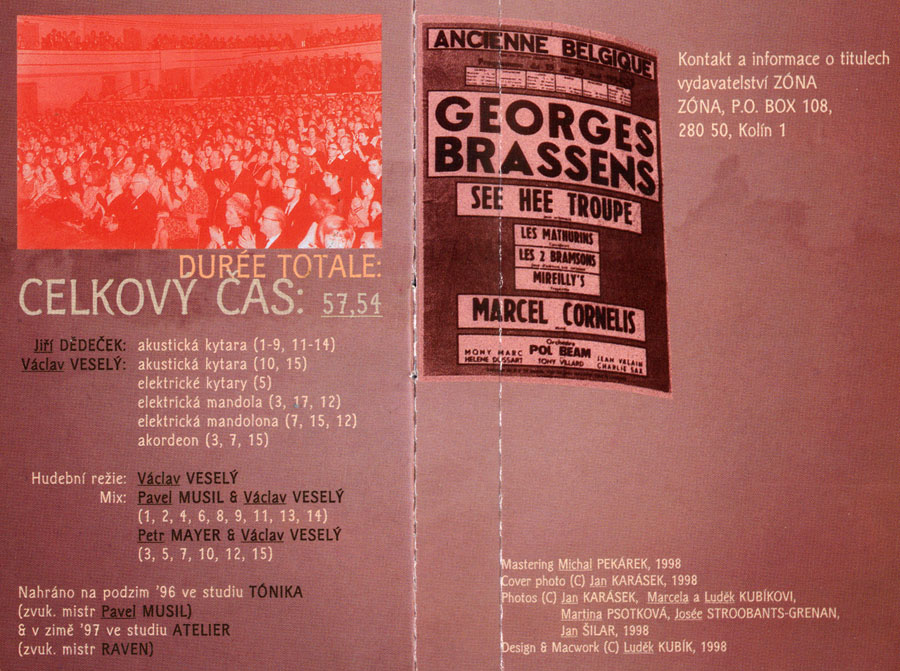 DURÉE TOTALE:
CELKOVÝ ČAS: 57,54
Jiří DĚDEČEK: akustická kytara (1-9, 11-14)
Václav VESELÝ: akustická kytara (10, 15)
elektrické kytary (5)
elektrická mandola (3, 17, 12)
elektrická mandolona (7, 15, 12)
akordeon (3, 7, 15)
Hudební režie: Václav VESELÝ
Mix: Pavel MUSIL & Václav VESELÝ
(1, 2, 4, 6, 8, 9, 11, 13, 14)
Petr MAYER & Václav VESELÝ
(3, 5, 7, 10, 12, 15)
Nahráno na podzim '96 ve studiu TÓNIKA
(zvuk. mistr Pavel MUSIL)
& v zimě '97 ve studiu ATELIER
(zvuk. mistr RAVEN)
ANCIENNE BELGIQUE
GEORGES
BRASSENS
SEE HEE TROUPE
LES MATHURINS
LES 2 BRAMSONS
MIREILLY'S
MARCEL CORNELIS
Orchestre
MONY MARC POL BEAM JEAN VALAIN
HELENE DUSSART TONY VILLARD CHARLIE SAX
Kontakt a informace o titulech
vydavatelství ZÓNA
ZÓNA, P.O. BOX 108,
280 50, Kolín 1
Mastering Michal PEKÁREK, 1998
Cover photo (C) Jan KARÁSEK, 1998
Photos (C) Jan KARÁSEK, Marcela a Luděk KUBÍKOVI,
Martina PSOTKOVÁ, Josée STROOBANTS-GRENAN,
Jan ŠILAR, 1998
Design & Macwork (C) Luděk KUBÍK, 1998